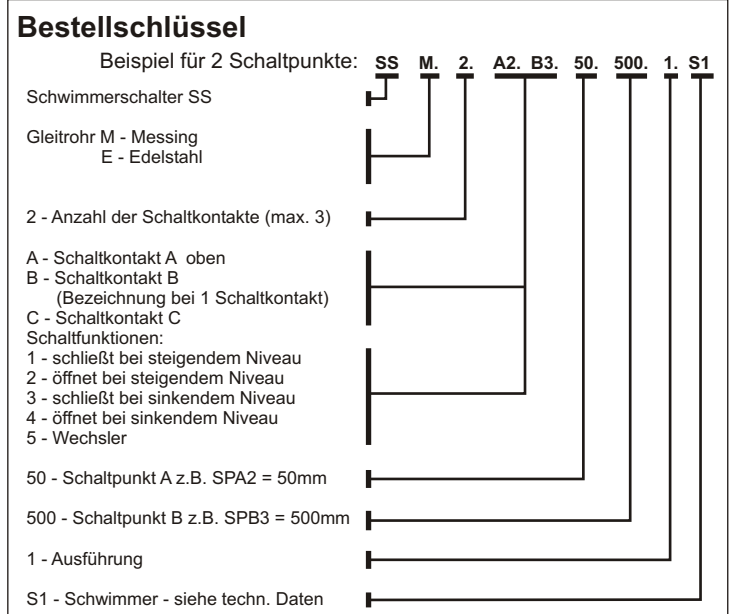 Bestellschlüssel
Beispiel für 2 Schaltpunkte: SS M. 2. A2. B3. 50. 500. 1. S1
Schwimmerschalter SS
Gleitrohr M - Messing
E - Edelstahl
2 - Anzahl der Schaltkontakte (max. 3)
A - Schaltkontakt A oben
B - Schaltkontakt B
(Bezeichnung bei 1 Schaltkontakt)
C - Schaltkontakt C
Schaltfunktionen:
1 - schließt bei steigendem Niveau
2 - öffnet bei steigendem Niveau
3 - schließt bei sinkendem Niveau
4 - öffnet bei sinkendem Niveau
5 - Wechsler
50 - Schaltpunkt A z.B. SPA2 = 50mm
500 - Schaltpunkt B z.B. SPB3 = 500mm
1 - Ausführung
S1 - Schwimmer - siehe techn. Daten